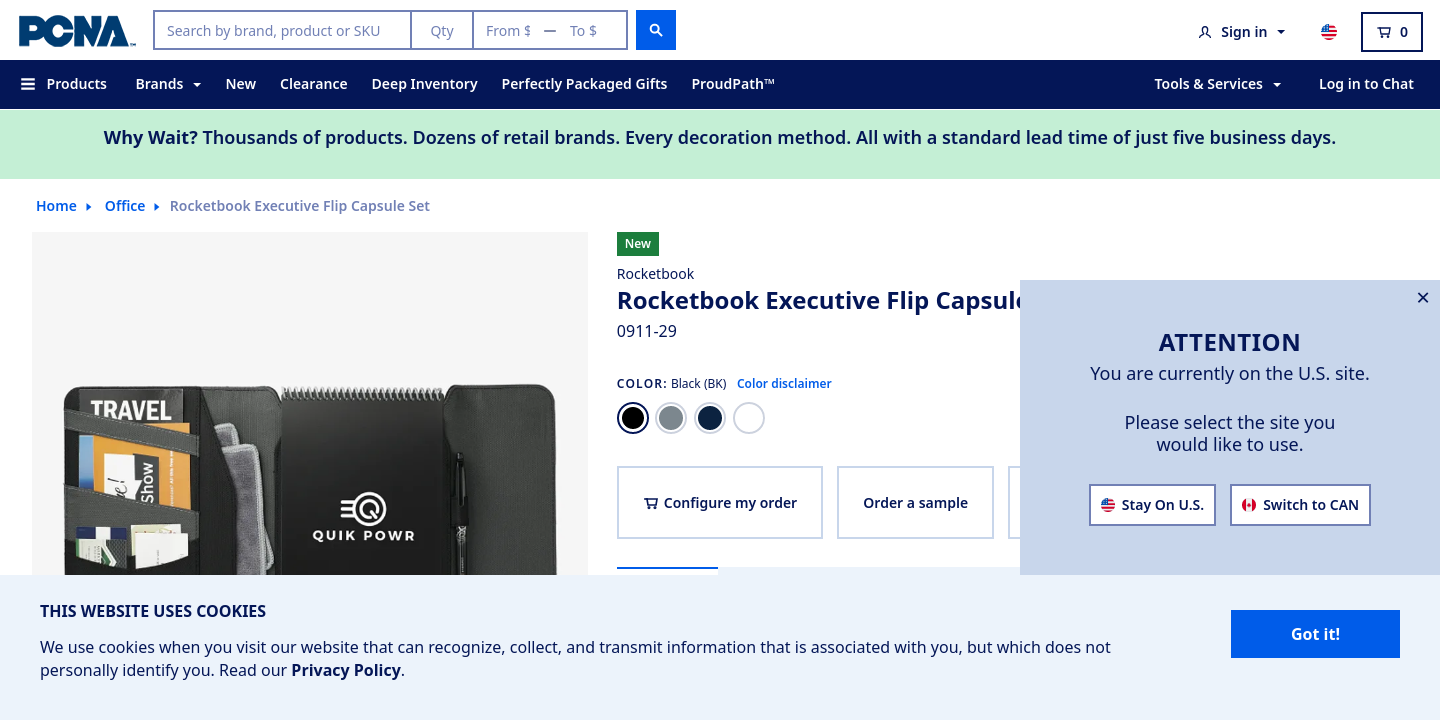 PCNA™
Search by brand, product or SKU
Qty
From $ — To $
Sign in
0
Products
Brands
New
Clearance
Deep Inventory
Perfectly Packaged Gifts
ProudPath™
Tools & Services
Log in to Chat
Why Wait? Thousands of products. Dozens of retail brands. Every decoration method. All with a standard lead time of just five business days.
Home
Office
Rocketbook Executive Flip Capsule Set
New
Rocketbook
Rocketbook Executive Flip Capsule
0911-29
COLOR: Black (BK)
Color disclaimer
Configure my order
Order a sample
TRAVEL
Show
QUIK POWR
ATTENTION
You are currently on the U.S. site.
Please select the site you
would like to use.
Stay On U.S.
Switch to CAN
THIS WEBSITE USES COOKIES
We use cookies when you visit our website that can recognize, collect, and transmit information that is associated with you, but which does not
personally identify you. Read our Privacy Policy.
Got it!